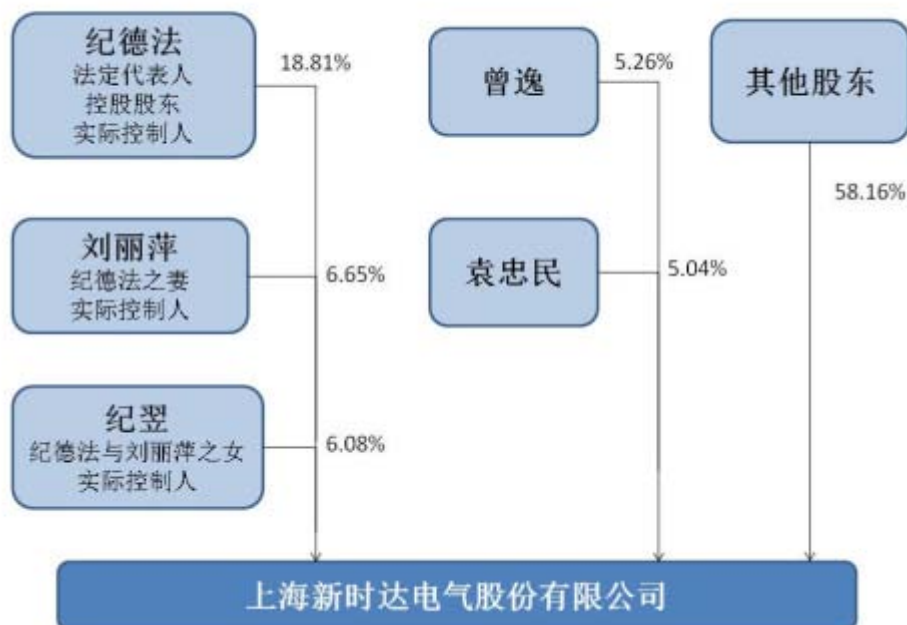 纪德法
法定代表人
控股股东
实际控制人
18.81%
曾逸
5.26%
其他股东
58.16%
刘丽萍
纪德法之妻
实际控制人
6.65%
袁忠民
5.04%
纪翌
纪德法与刘丽萍之女
实际控制人
6.08%
上海新时达电气股份有限公司